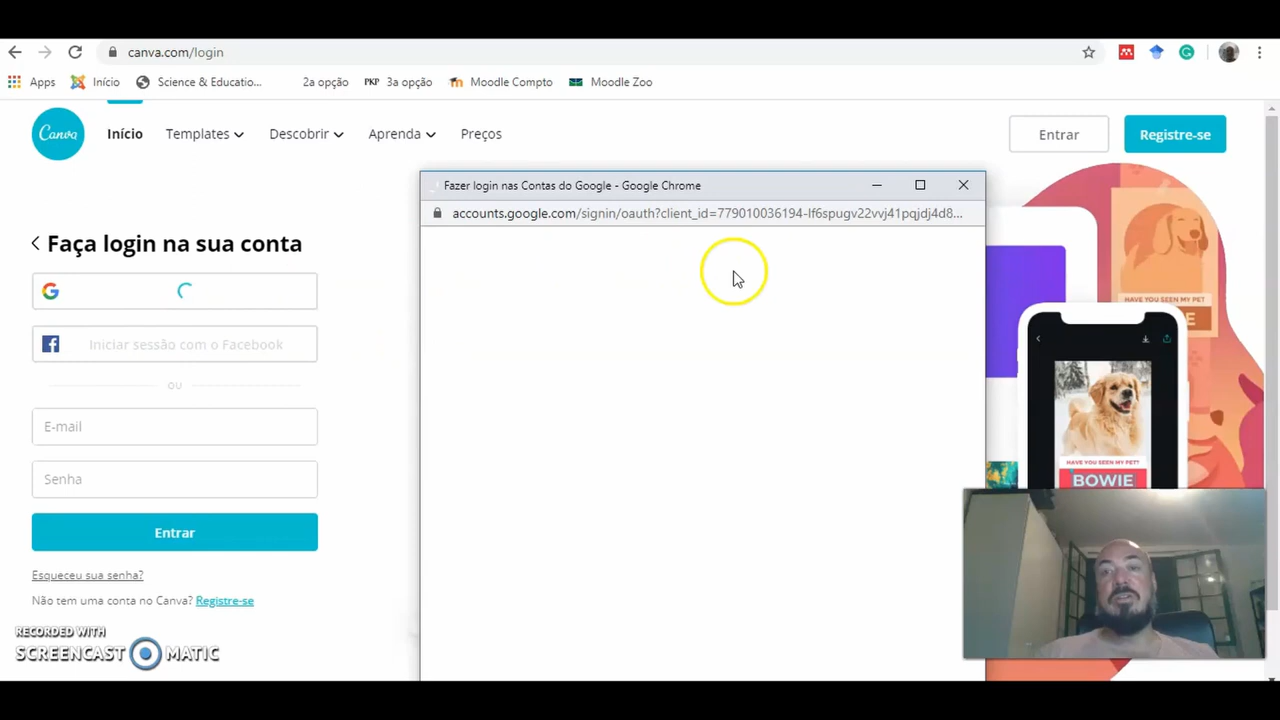 canva.com/login
Apps Início Science & Educatio... 2a opção PKP 3a opção Moodle Compto Moodle Zoo
Canva Início Templates Descobrir Aprenda Preços Entrar Registre-se
Fazer login nas Contas do Google - Google Chrome
accounts.google.com/signin/oauth?client_id=779010036194-lf6spugv22vvj41pqjdj4d8...
Faça login na sua conta
Iniciar sessão com o Facebook
OU
E-mail
Senha
Entrar
Esqueceu sua senha?
Não tem uma conta no Canva? Registre-se
HAVE YOU SEEN MY PET
IE
HAVE YOU SEEN MY PET?
BOWIE
RECORDED WITH
SCREENCAST MATIC